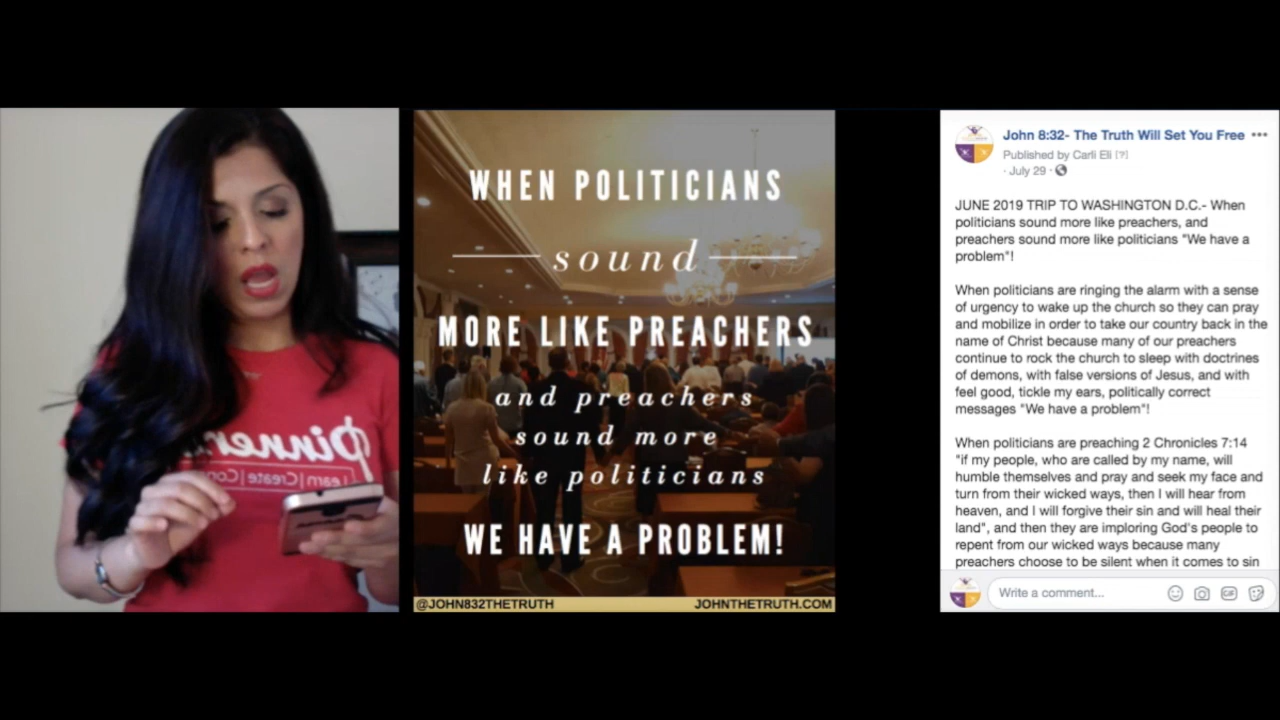 Pinner
Learn | Create |
WHEN POLITICIANS
sound
MORE LIKE PREACHERS
and preachers
sound more
like politicians
WE HAVE A PROBLEM!
@JOHN832THETRUTH
JOHNTHETRUTH.COM
John 8:32- The Truth Will Set You Free
Published by Carli Eli [?]
· July 29 ·
JUNE 2019 TRIP TO WASHINGTON D.C.- When
politicians sound more like preachers, and
preachers sound more like politicians "We have a
problem"!
When politicians are ringing the alarm with a sense
of urgency to wake up the church so they can pray
and mobilize in order to take our country back in the
name of Christ because many of our preachers
continue to rock the church to sleep with doctrines
of demons, with false versions of Jesus, and with
feel good, tickle my ears, politically correct
messages "We have a problem"!
When politicians are preaching 2 Chronicles 7:14
"if my people, who are called by my name, will
humble themselves and pray and seek my face and
turn from their wicked ways, then I will hear from
heaven, and I will forgive their sin and will heal their
land", and then they are imploring God's people to
repent from our wicked ways because many
preachers choose to be silent when it comes to sin
Write a comment...
GIF